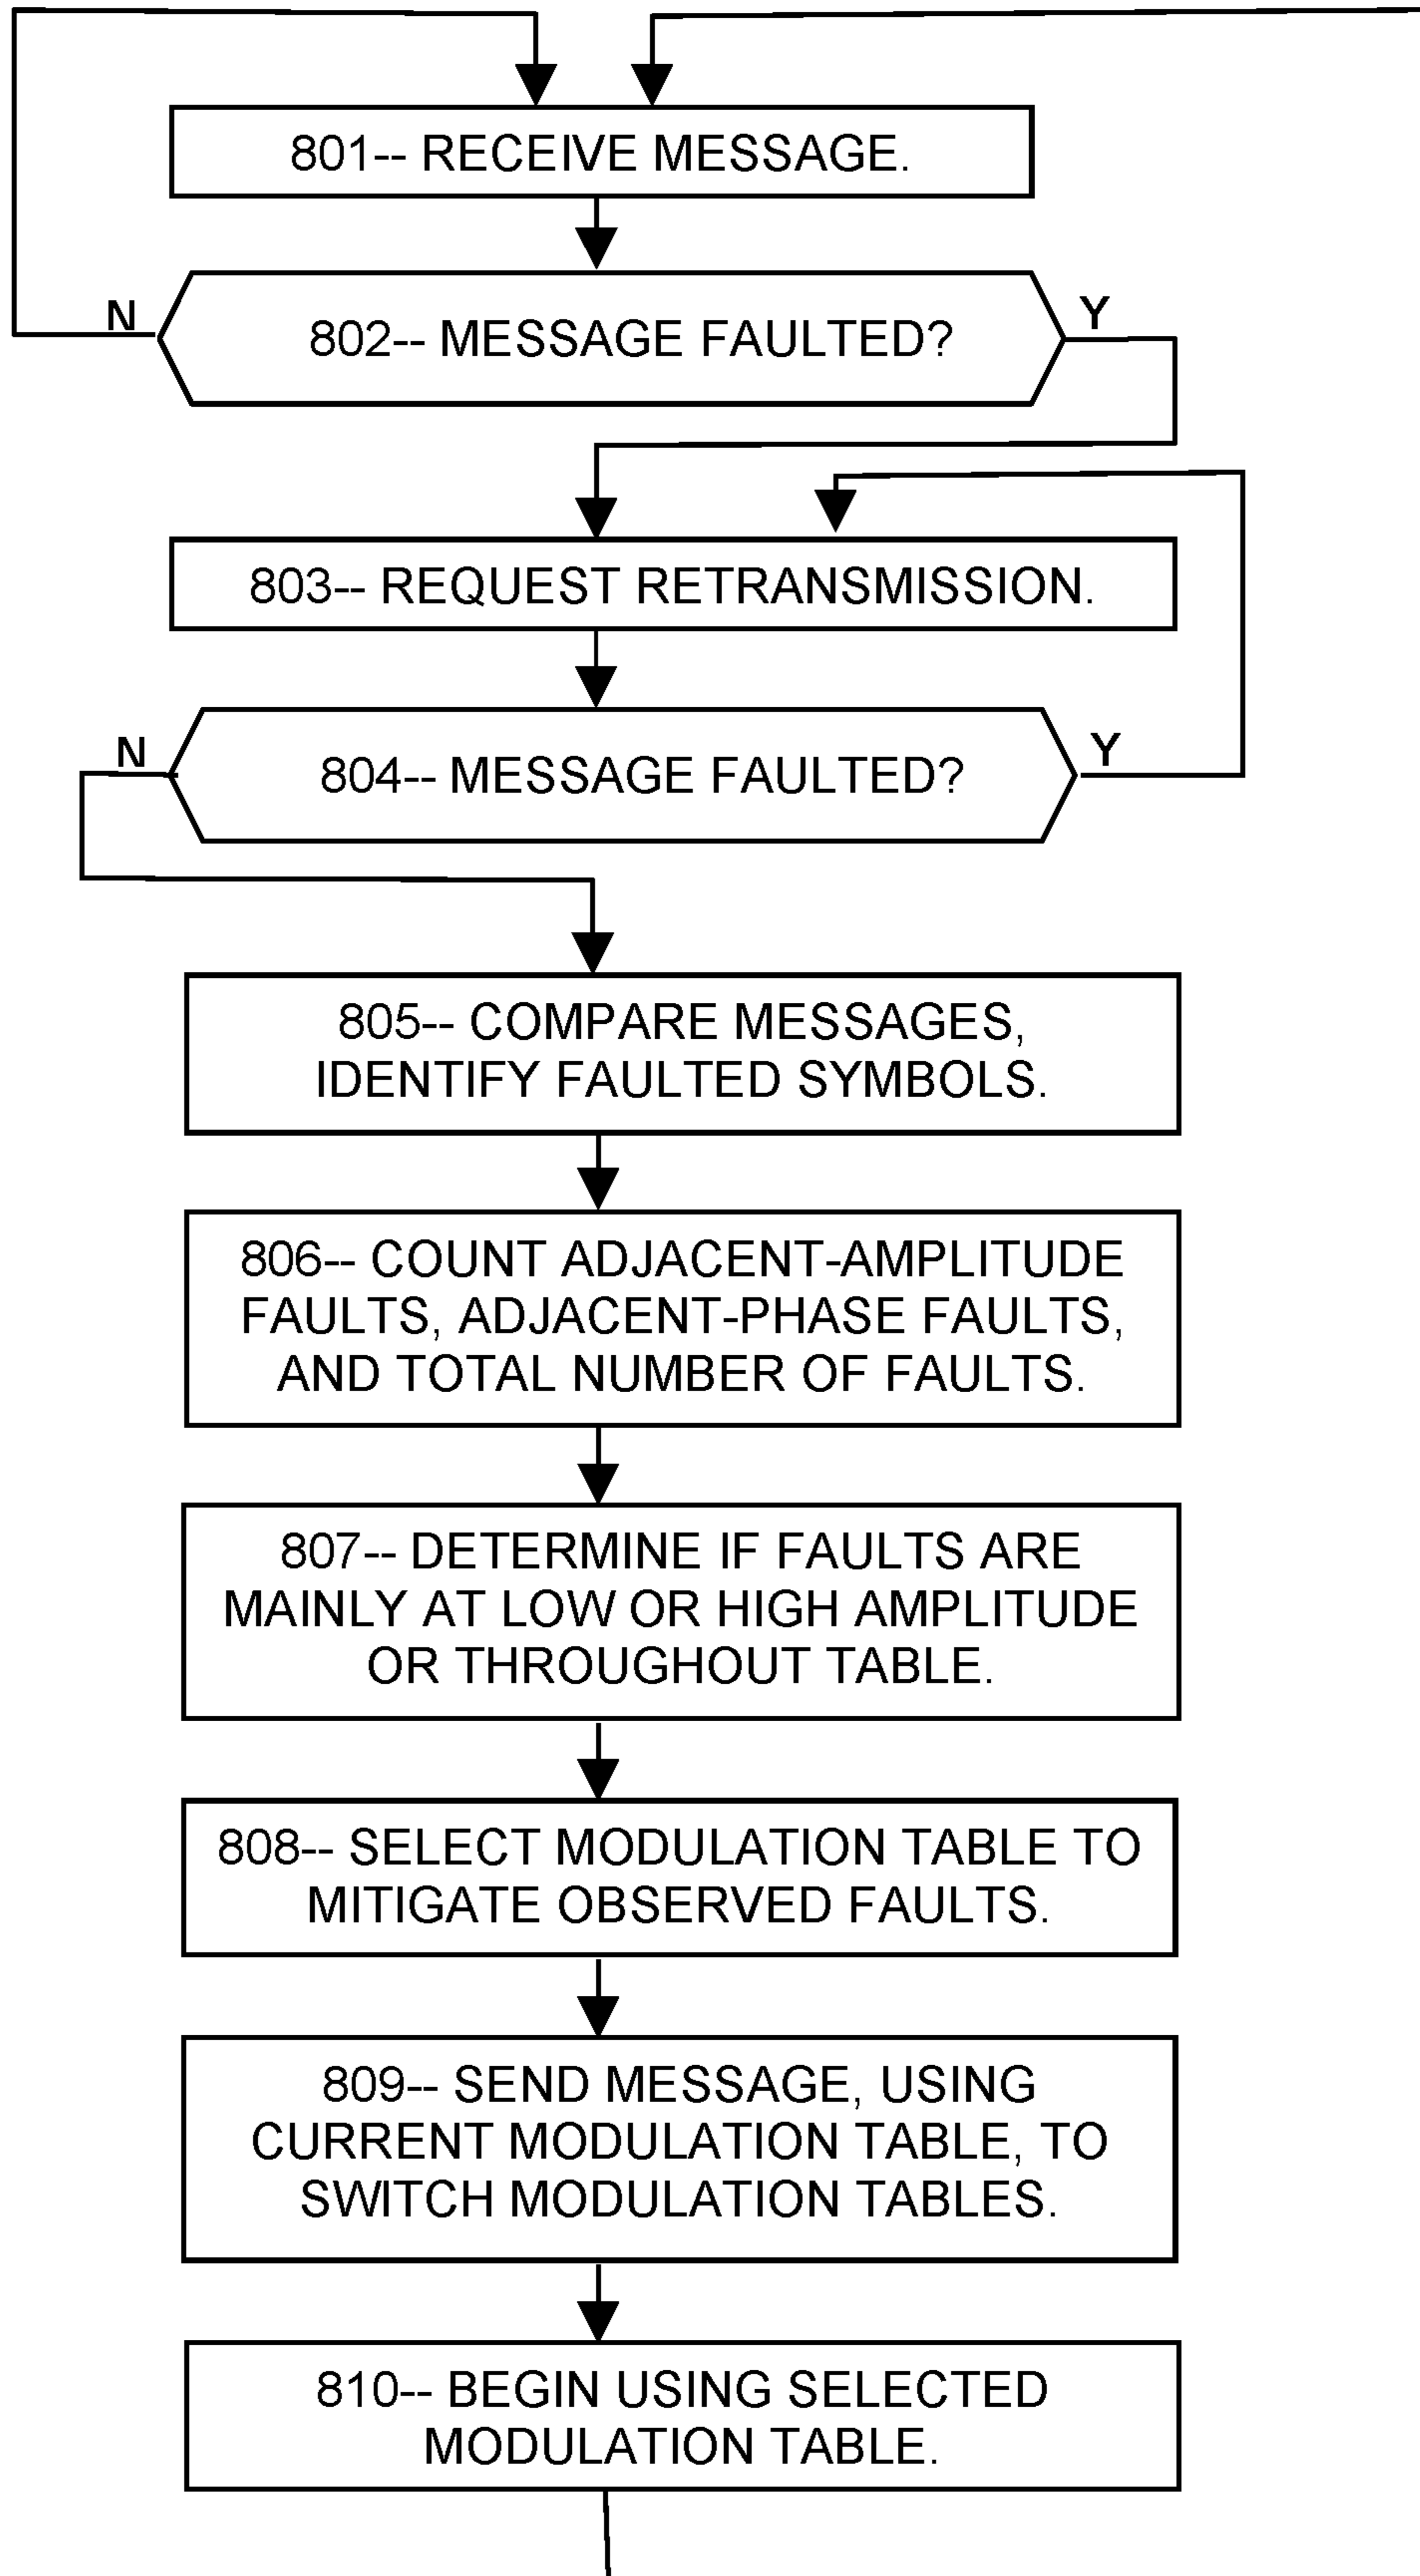 801-- RECEIVE MESSAGE.
N
802-- MESSAGE FAULTED?
Y
803-- REQUEST RETRANSMISSION.
N
804-- MESSAGE FAULTED?
Y
805-- COMPARE MESSAGES,
IDENTIFY FAULTED SYMBOLS.
806-- COUNT ADJACENT-AMPLITUDE
FAULTS, ADJACENT-PHASE FAULTS,
AND TOTAL NUMBER OF FAULTS.
807-- DETERMINE IF FAULTS ARE
MAINLY AT LOW OR HIGH AMPLITUDE
OR THROUGHOUT TABLE.
808-- SELECT MODULATION TABLE TO
MITIGATE OBSERVED FAULTS.
809-- SEND MESSAGE, USING
CURRENT MODULATION TABLE, TO
SWITCH MODULATION TABLES.
810-- BEGIN USING SELECTED
MODULATION TABLE.